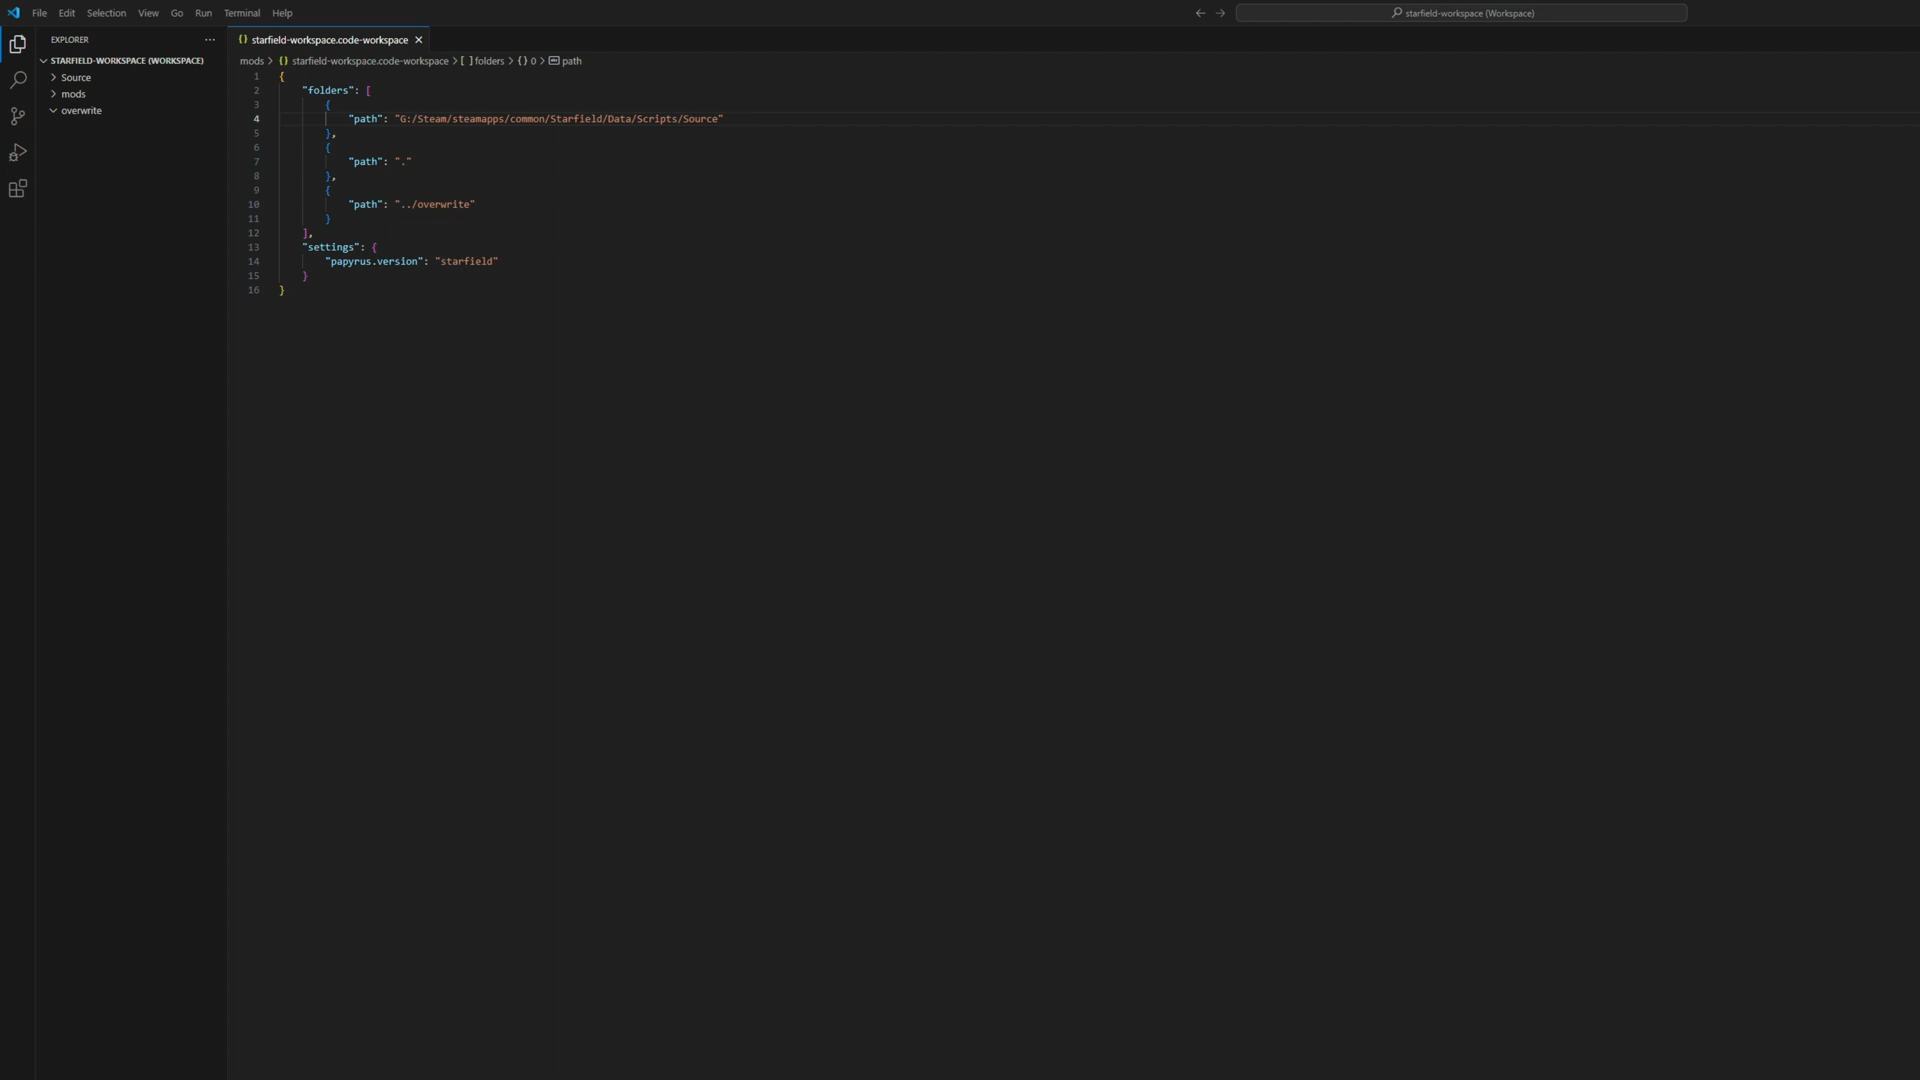 File Edit Selection View Go Run Terminal Help
starfield-workspace (Workspace)
EXPLORER
STARFIELD-WORKSPACE (WORKSPACE)
Source
mods
overwrite
starfield-workspace.code-workspace
mods > {} starfield-workspace.code-workspace > [ ] folders > {} 0 > abc path
1 {
2 "folders": [
3 {
4 "path": "G:/Steam/steamapps/common/Starfield/Data/Scripts/Source"
5 },
6 {
7 "path": "."
8 },
9 {
10 "path": "../overwrite"
11 }
12 ],
13 "settings": {
14 "papyrus.version": "starfield"
15 }
16 }